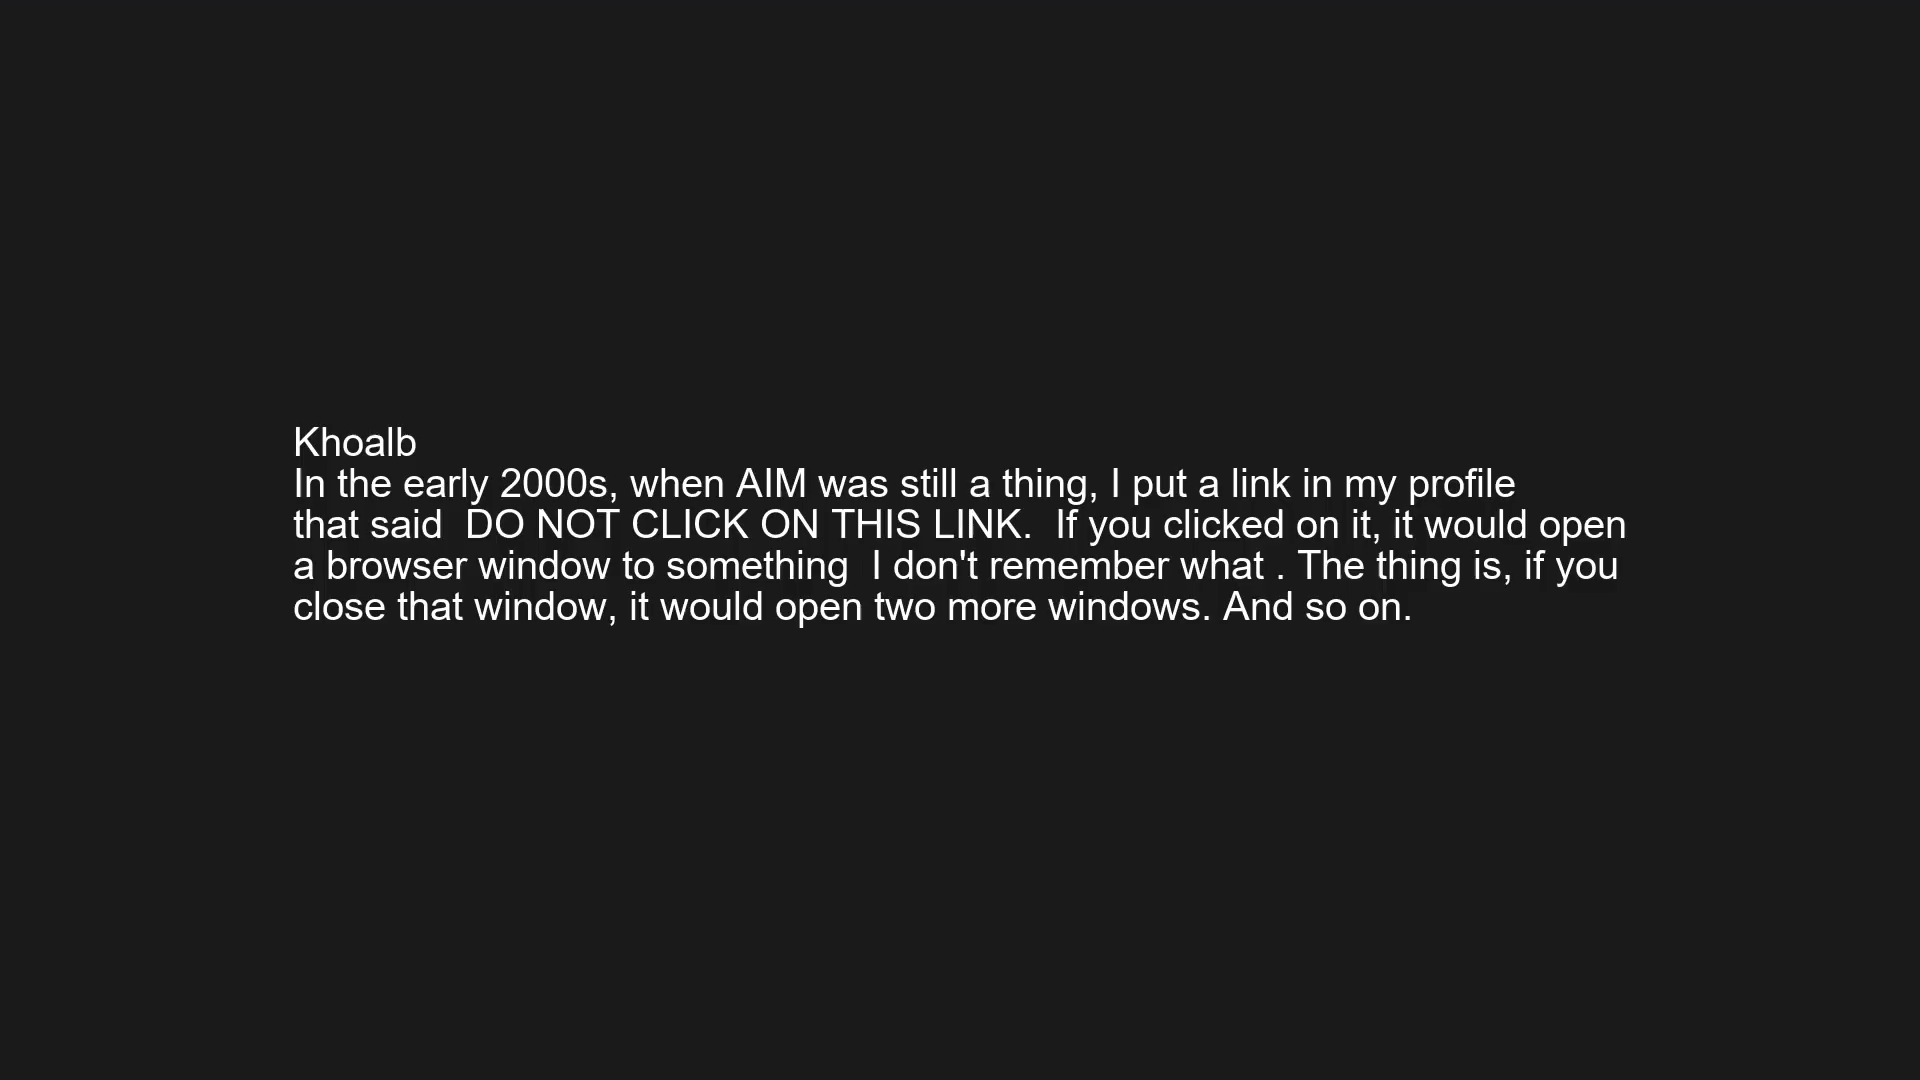 Khoalb
In the early 2000s, when AIM was still a thing, I put a link in my profile
that said  DO NOT CLICK ON THIS LINK.  If you clicked on it, it would open
a browser window to something  I don't remember what . The thing is, if you
close that window, it would open two more windows. And so on.